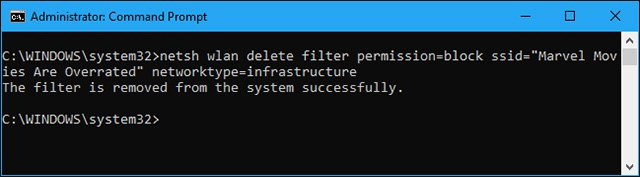 Administrator: Command Prompt
C:\WINDOWS\system32>netsh wlan delete filter permission=block ssid="Marvel Mov
ies Are Overrated" networktype=infrastructure
The filter is removed from the system successfully.
C:\WINDOWS\system32>